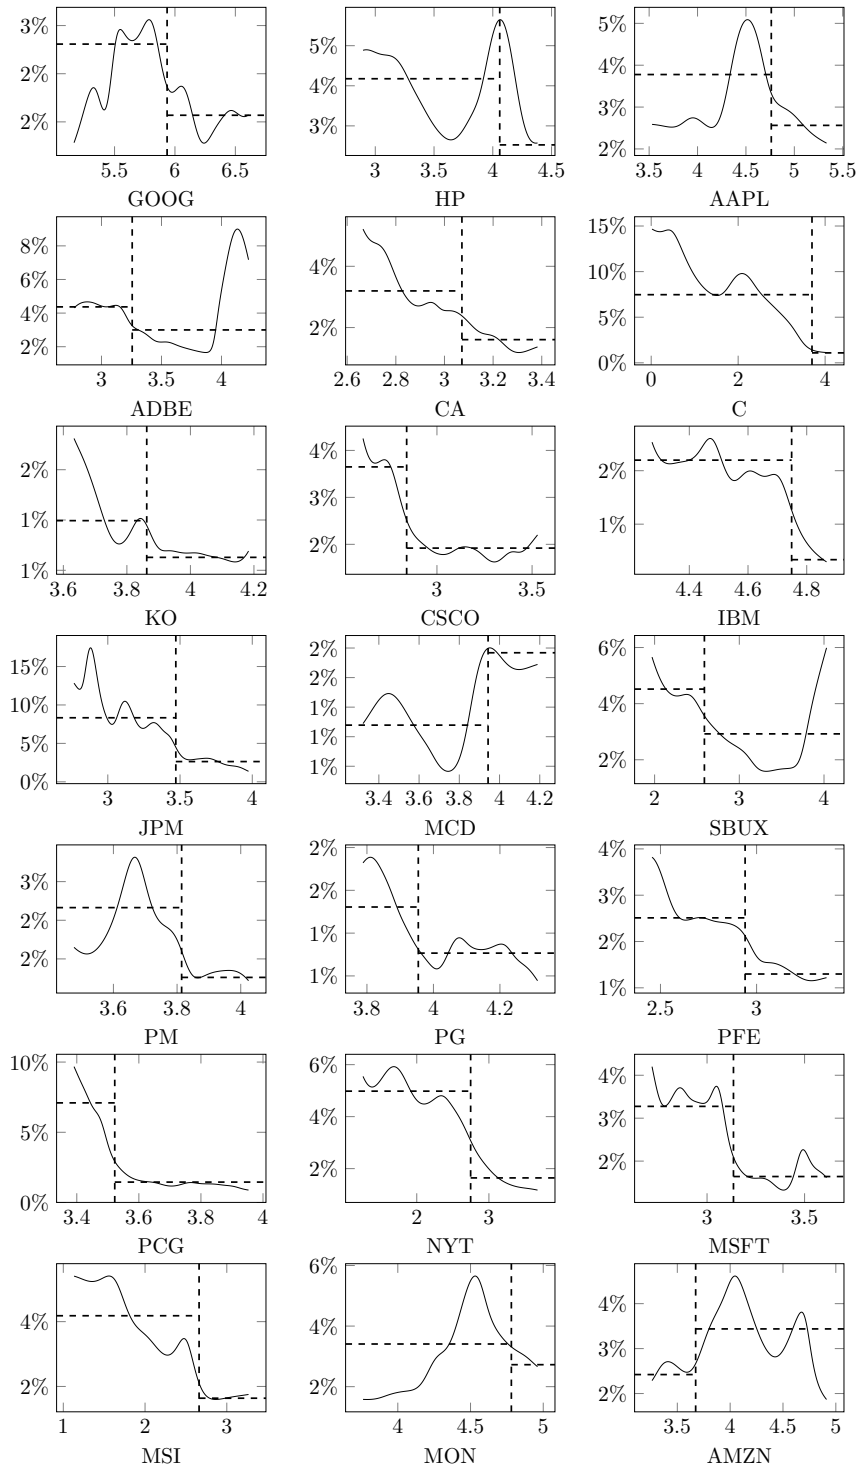 3% 5% 5%
2% 4% 4%
2% 3% 3%
2%
5.5 6 6.5 3 3.5 4 4.5 3.5 4 4.5 5 5.5
GOOG HP AAPL
8% 4% 15%
6% 2% 10%
4% 5%
2% 0%
3 3.5 4 2.6 2.8 3 3.2 3.4 0 2 4
ADBE CA C
2% 4% 2%
1% 3% 1%
1% 2%
3.6 3.8 4 4.2 3 3.5 4.4 4.6 4.8
KO CSCO IBM
15% 2% 6%
10% 2% 4%
5% 1% 2%
0% 1%
1%
3 3.5 4 3.4 3.6 3.8 4 4.2 2 3 4
JPM MCD SBUX
3% 2% 4%
2% 2% 3%
2% 1% 2%
1% 1%
3.6 3.8 4 3.8 4 4.2 2.5 3
PM PG PFE
10% 6% 4%
5% 4% 3%
0% 2% 2%
3.4 3.6 3.8 4 2 3 3 3.5
PCG NYT MSFT
4% 6% 4%
2% 4% 3%
2% 2%
1 2 3 4 4.5 5 3.5 4 4.5 5
MSI MON AMZN